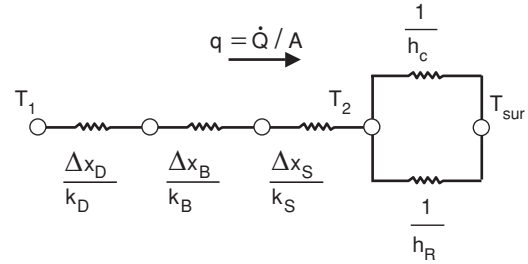 q = Q̇ / A
1
h_c
T_1
T_2
T_sur
Δx_D
k_D
Δx_B
k_B
Δx_S
k_S
1
h_R